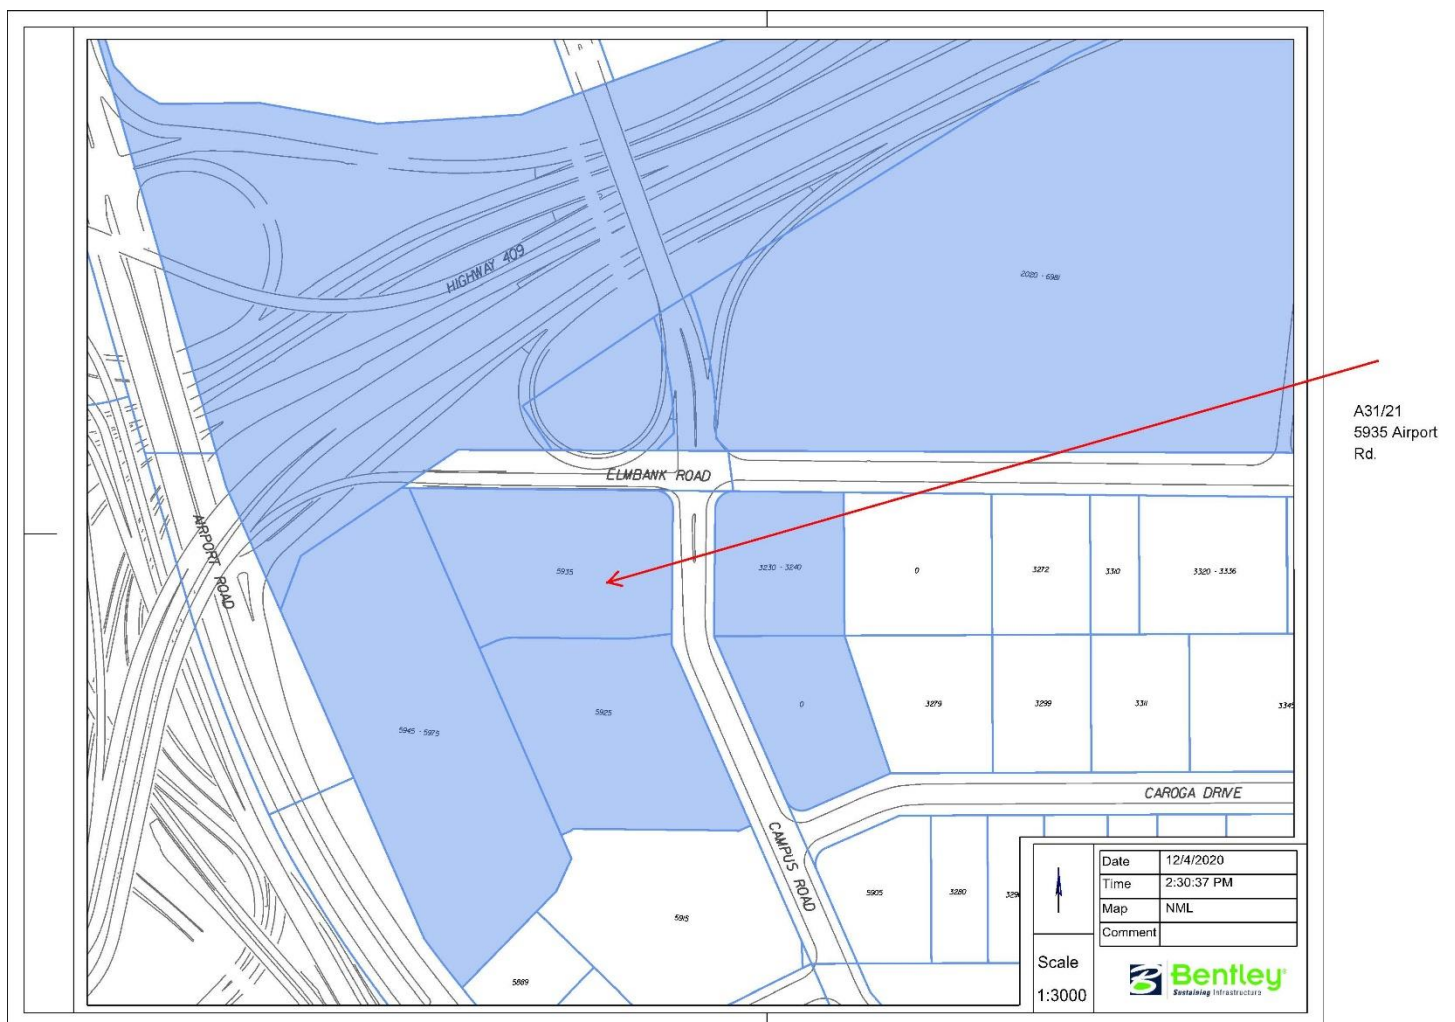 HIGHWAY 409
2020 - 6981
A31/21
5935 Airport
Rd.
ELMBANK ROAD
AIRPORT ROAD
5935
3230 - 3240
0
3272
3310
3320 - 3336
5945 - 5975
5925
0
3279
3299
3311
3345
CAROGA DRIVE
CAMPUS ROAD
5905
3280
5915
5889
Date 12/4/2020
Time 2:30:37 PM
Map NML
Comment
Scale
1:3000
Bentley
Sustaining Infrastructure